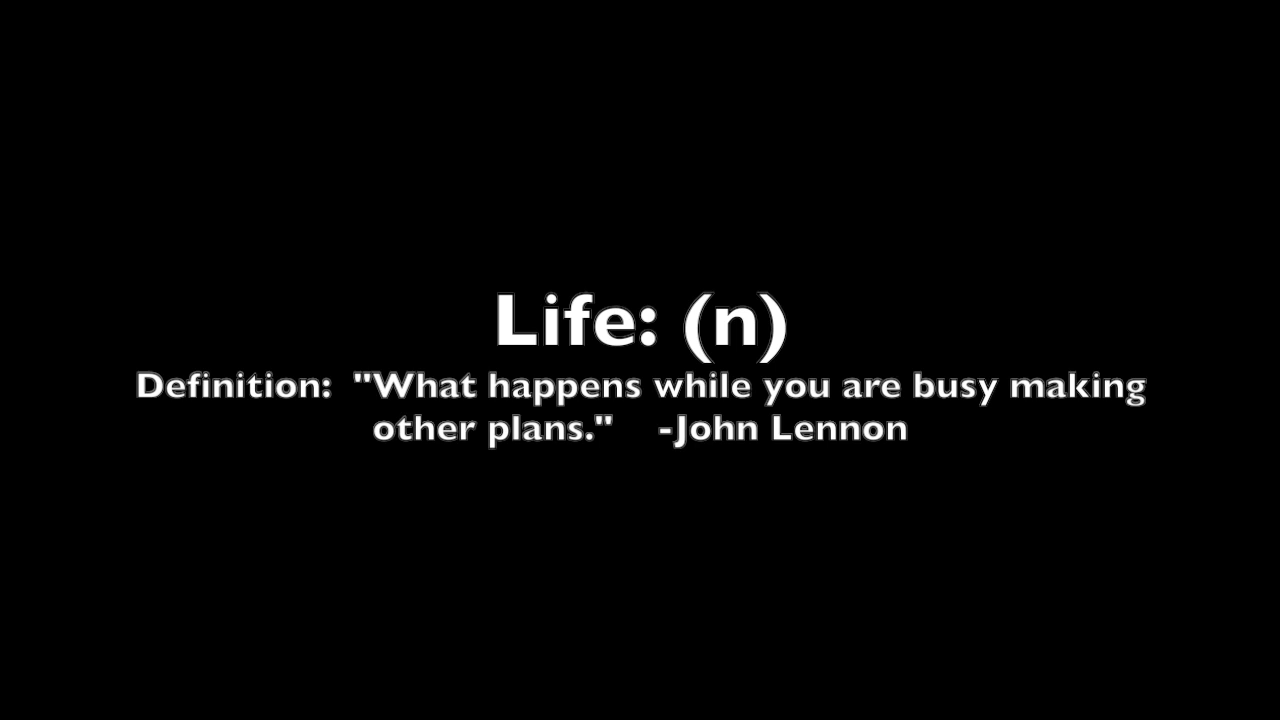 Life: (n)
Definition:  "What happens while you are busy making
other plans."    -John Lennon